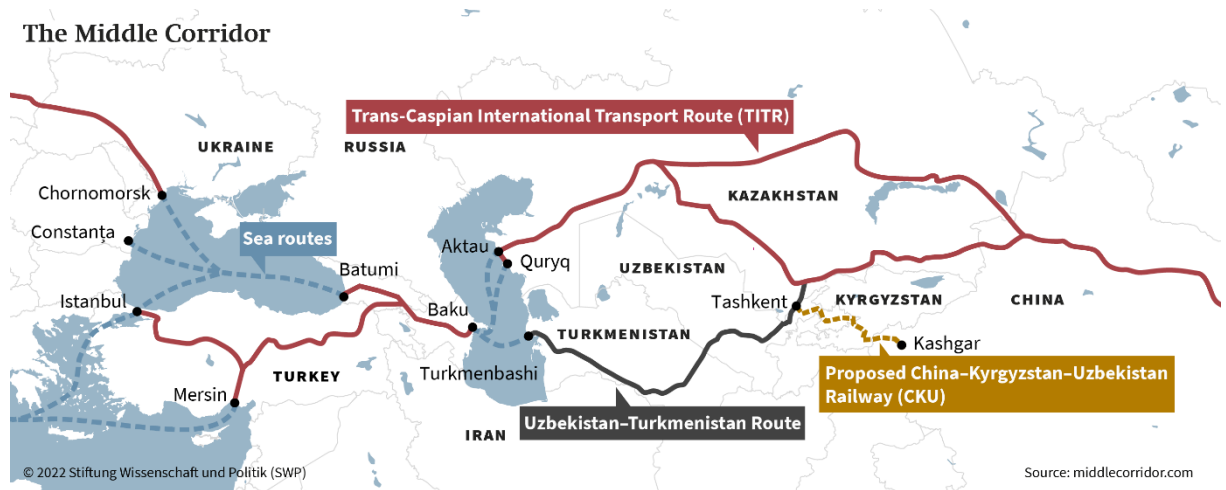 The Middle Corridor
Trans-Caspian International Transport Route (TITR)
UKRAINE
RUSSIA
Chornomorsk
KAZAKHSTAN
Constanța
Sea routes
Aktau
Quryq
Batumi
UZBEKISTAN
Istanbul
Baku
Tashkent
KYRGYZSTAN
CHINA
TURKMENISTAN
Kashgar
Turkmenbashi
TURKEY
Mersin
Proposed China–Kyrgyzstan–Uzbekistan
Railway (CKU)
Uzbekistan–Turkmenistan Route
IRAN
© 2022 Stiftung Wissenschaft und Politik (SWP)
Source: middlecorridor.com